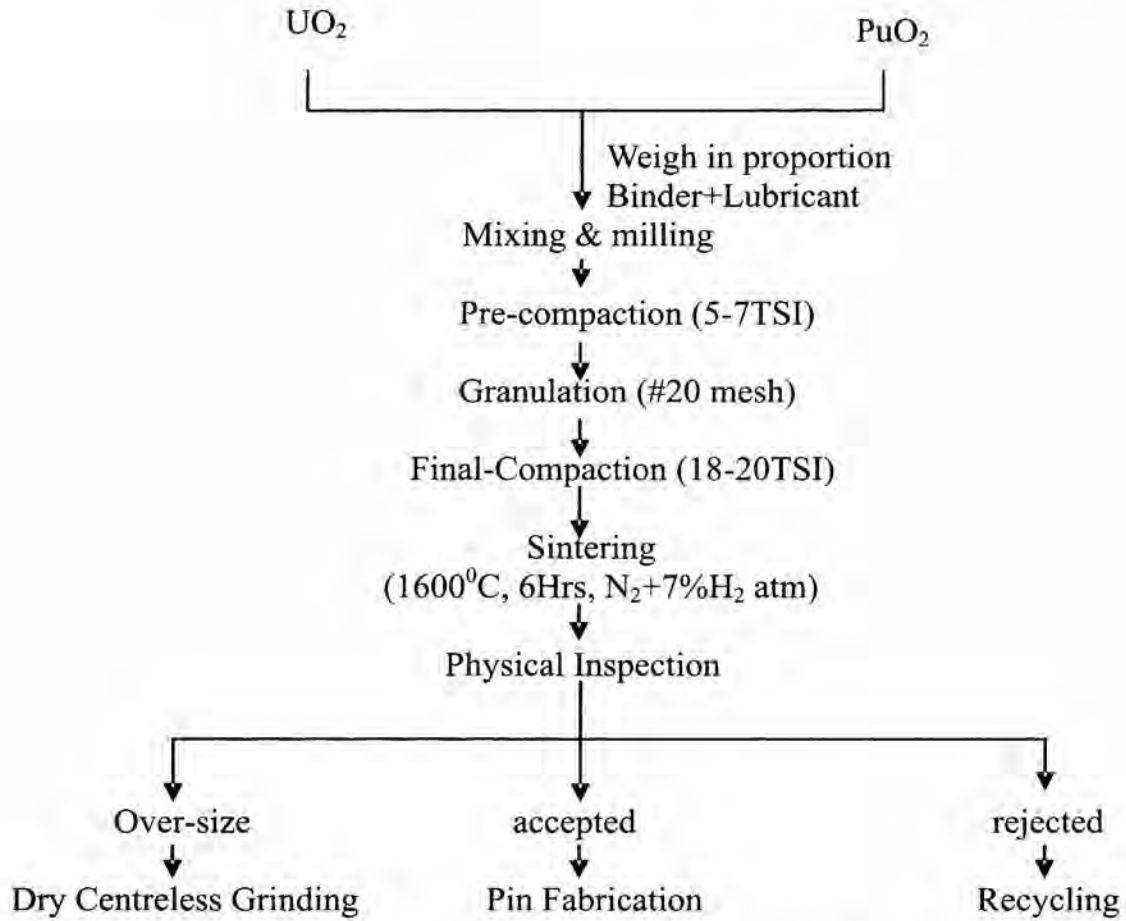 UO₂ PuO₂
Weigh in proportion
Binder+Lubricant
Mixing & milling
Pre-compaction (5-7TSI)
Granulation (#20 mesh)
Final-Compaction (18-20TSI)
Sintering
(1600⁰C, 6Hrs, N₂+7%H₂ atm)
Physical Inspection
Over-size accepted rejected
Dry Centreless Grinding Pin Fabrication Recycling